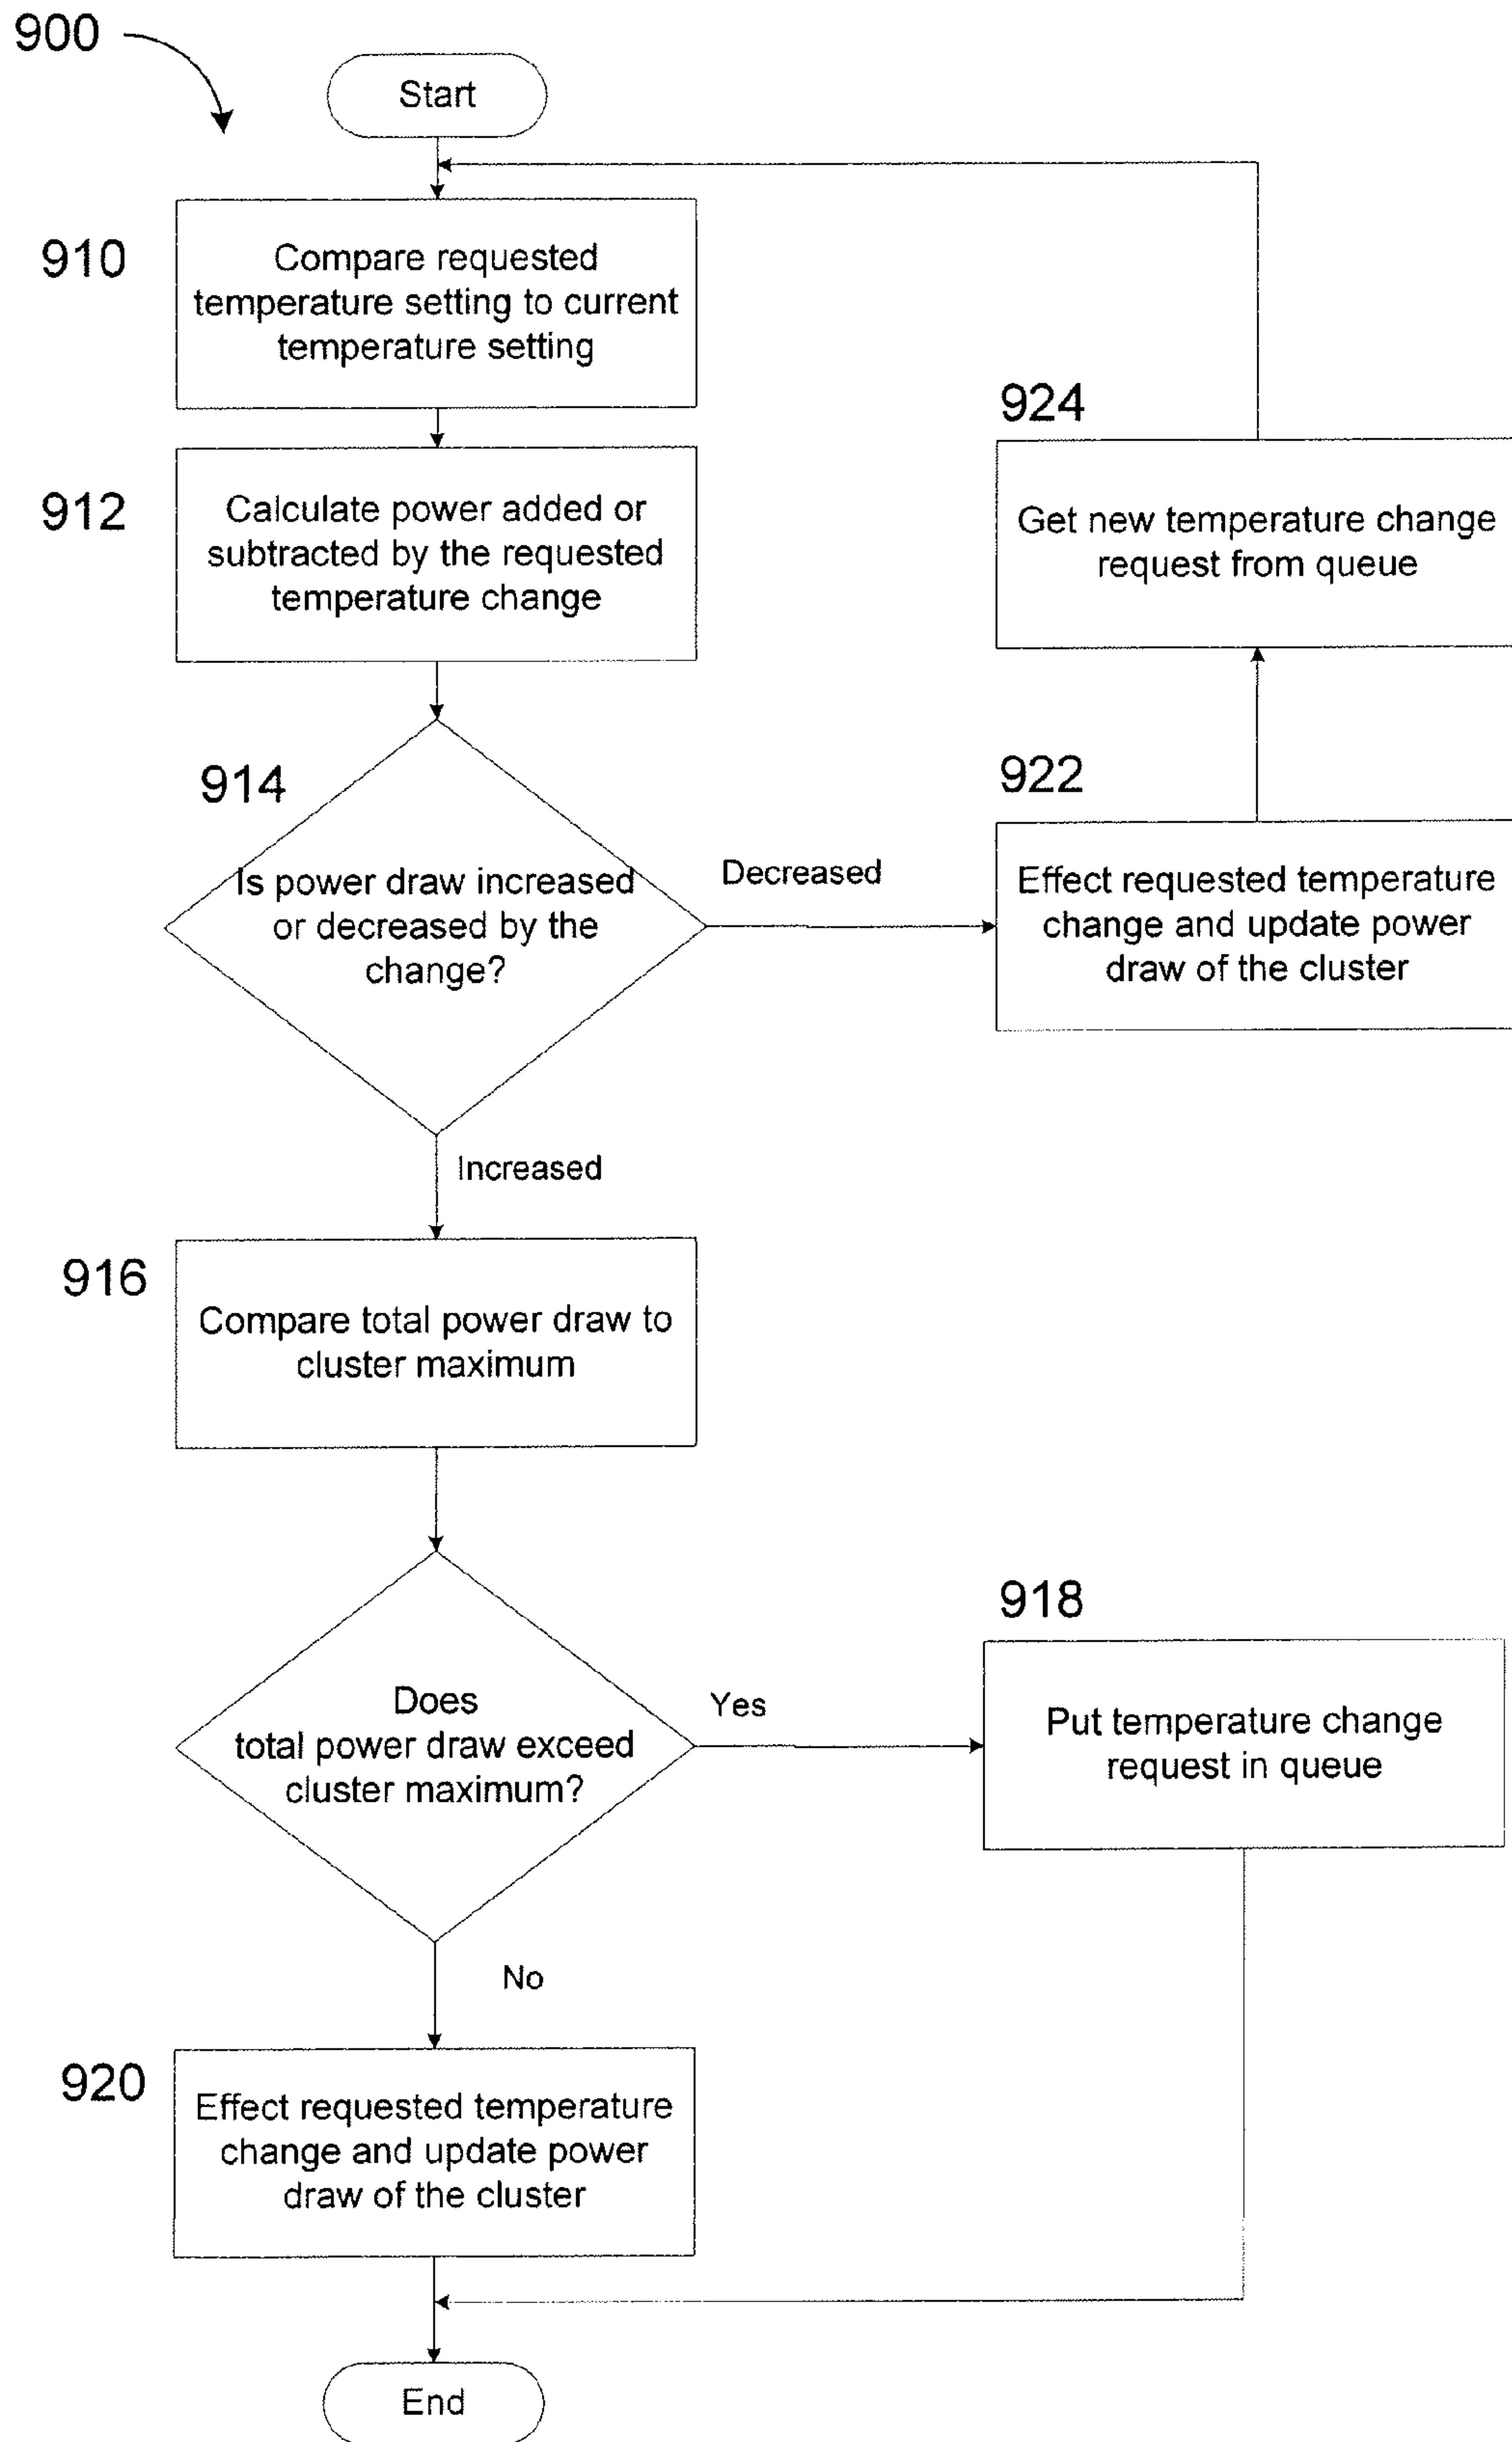 900
Start
910
Compare requested
temperature setting to current
temperature setting
924
912
Calculate power added or
subtracted by the requested
temperature change
Get new temperature change
request from queue
914
922
Is power draw increased
or decreased by the
change?
Decreased
Effect requested temperature
change and update power
draw of the cluster
Increased
916
Compare total power draw to
cluster maximum
918
Does
total power draw exceed
cluster maximum?
Yes
Put temperature change
request in queue
No
920
Effect requested temperature
change and update power
draw of the cluster
End